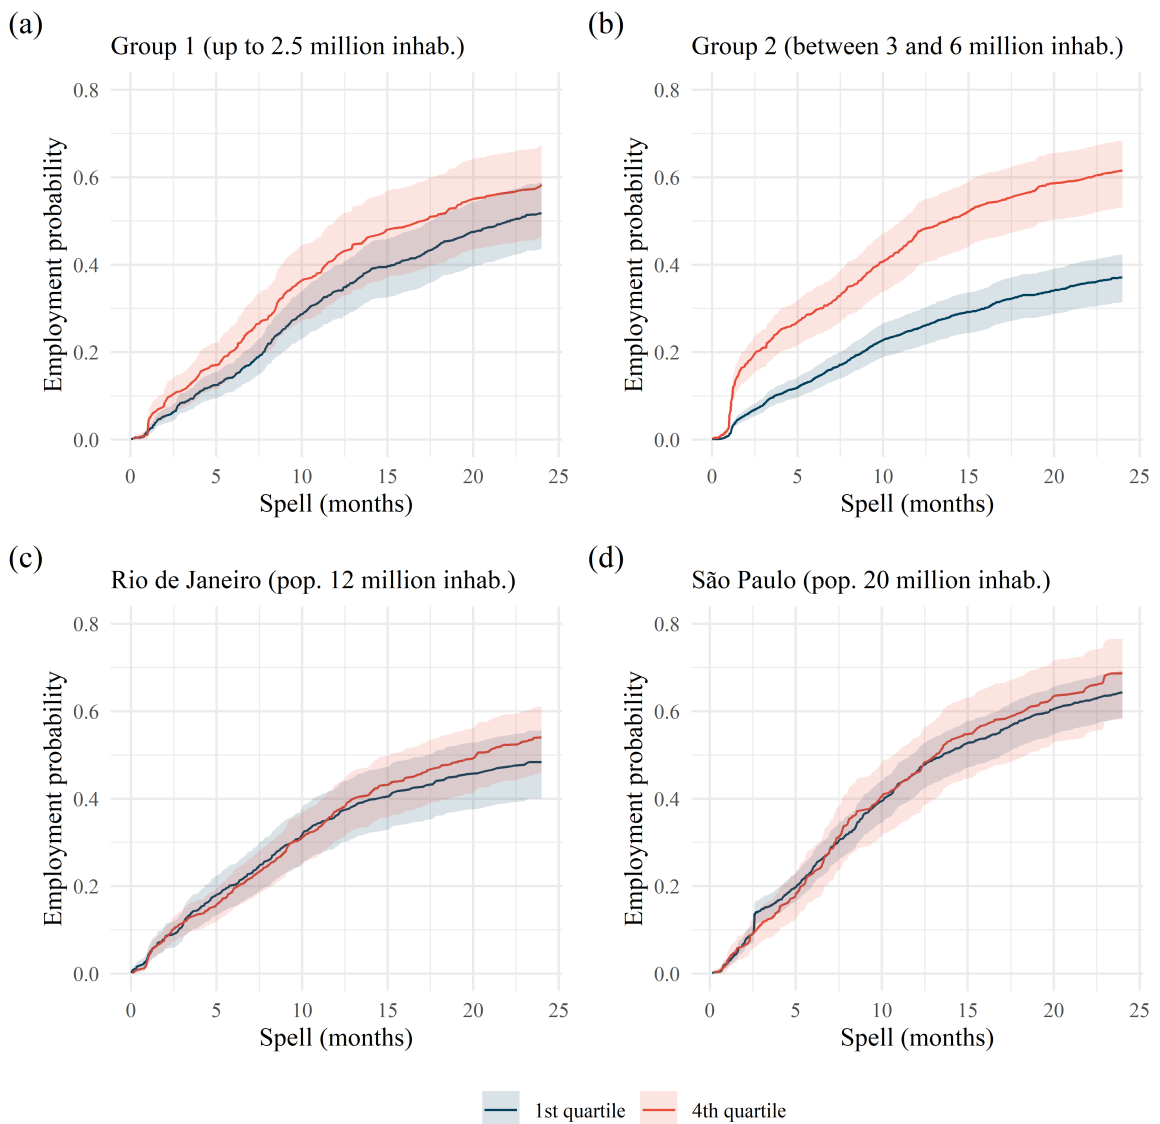 (a)
Group 1 (up to 2.5 million inhab.)
Employment probability
0.8
0.6
0.4
0.2
0.0
0 5 10 15 20 25
Spell (months)
(b)
Group 2 (between 3 and 6 million inhab.)
Employment probability
0.8
0.6
0.4
0.2
0.0
0 5 10 15 20 25
Spell (months)
(c)
Rio de Janeiro (pop. 12 million inhab.)
Employment probability
0.8
0.6
0.4
0.2
0.0
0 5 10 15 20 25
Spell (months)
(d)
São Paulo (pop. 20 million inhab.)
Employment probability
0.8
0.6
0.4
0.2
0.0
0 5 10 15 20 25
Spell (months)
1st quartile 4th quartile